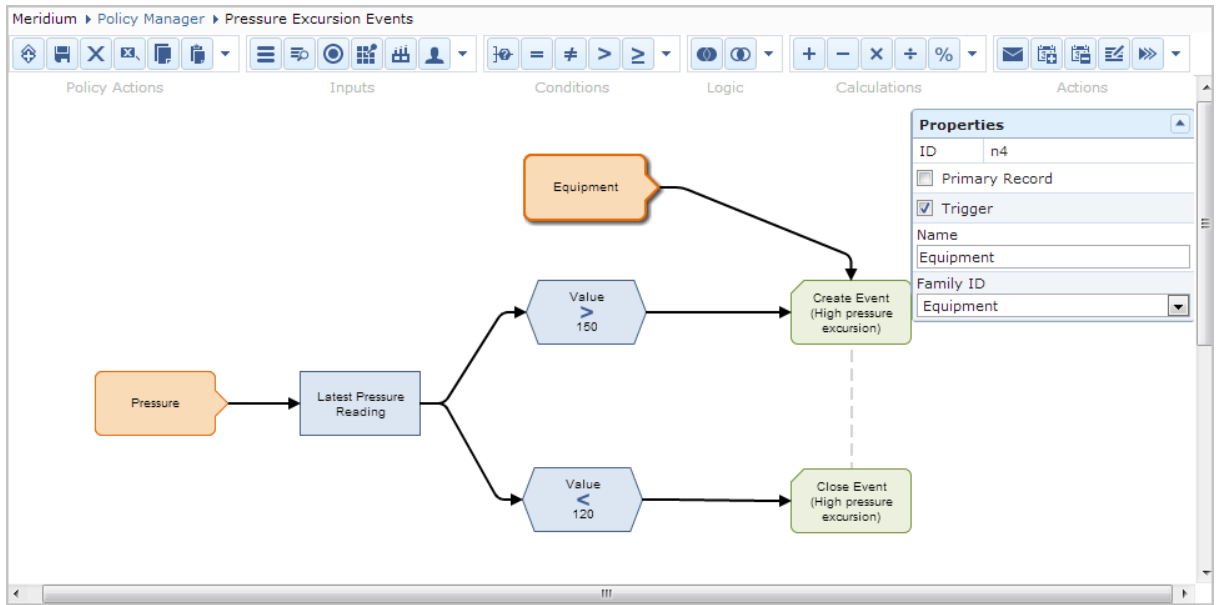 Meridium Policy Manager Pressure Excursion Events
= ≠ > ≥ + − × ÷ %
Policy Actions Inputs Conditions Logic Calculations Actions
Properties
ID n4
Primary Record
Trigger
Name
Equipment
Family ID
Equipment
Equipment
Value
>
150
Create Event
(High pressure
excursion)
Pressure
Latest Pressure
Reading
Value
<
120
Close Event
(High pressure
excursion)